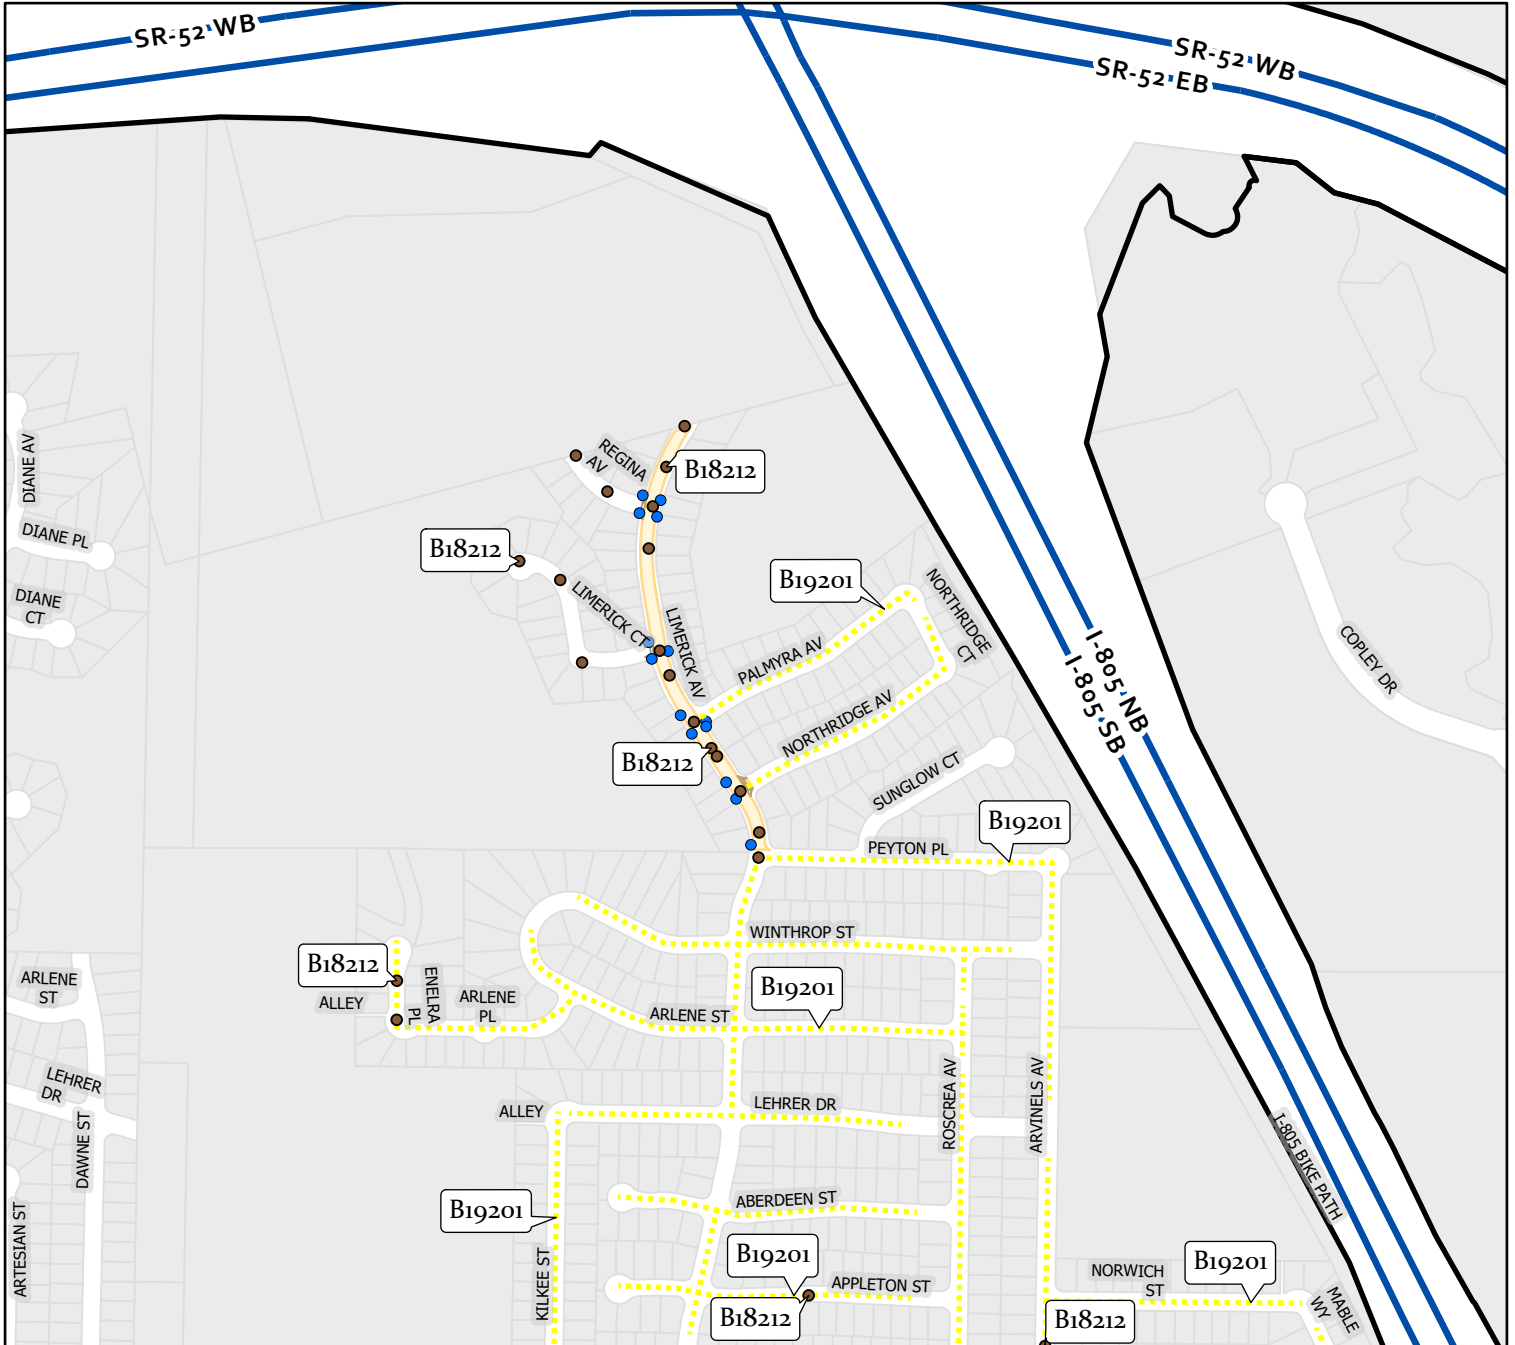 SR-52 WB
SR-52 WB
SR-52 EB
DIANE AV
REGINA
AV
B18212
DIANE PL
B18212
B19201
NORTHRIDGE
CT
DIANE
CT
LIMERICK CT
LIMERICK AV
PALMYRA AV
COPLEY DR
I-805 NB
I-805 SB
NORTHRIDGE AV
B18212
SUNGLOW CT
B19201
PEYTON PL
WINTHROP ST
B18212
ENELRA
PL
ARLENE
ST
ALLEY
ARLENE
PL
B19201
ARLENE ST
LEHRER
DR
ROSCREA AV
ARVINELS AV
ALLEY
LEHRER DR
DAWNE ST
I-805 BIKE PATH
B19201
ABERDEEN ST
ARTESIAN ST
KILKEE ST
B19201
APPLETON ST
B18212
NORWICH
ST
B19201
MABLE
WY
B18212